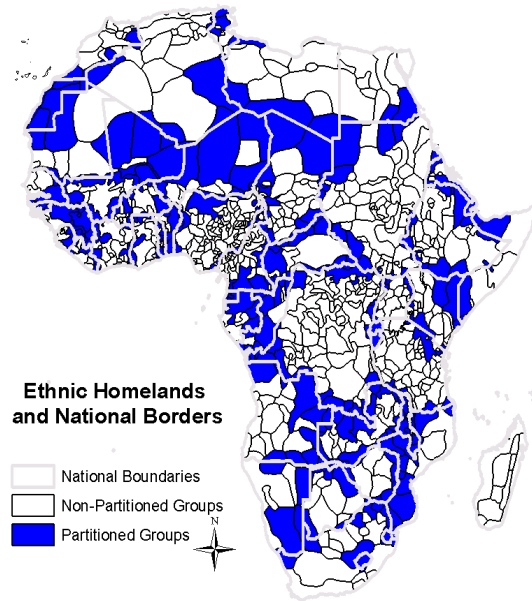 Ethnic Homelands
and National Borders
National Boundaries
Non-Partitioned Groups
Partitioned Groups
N